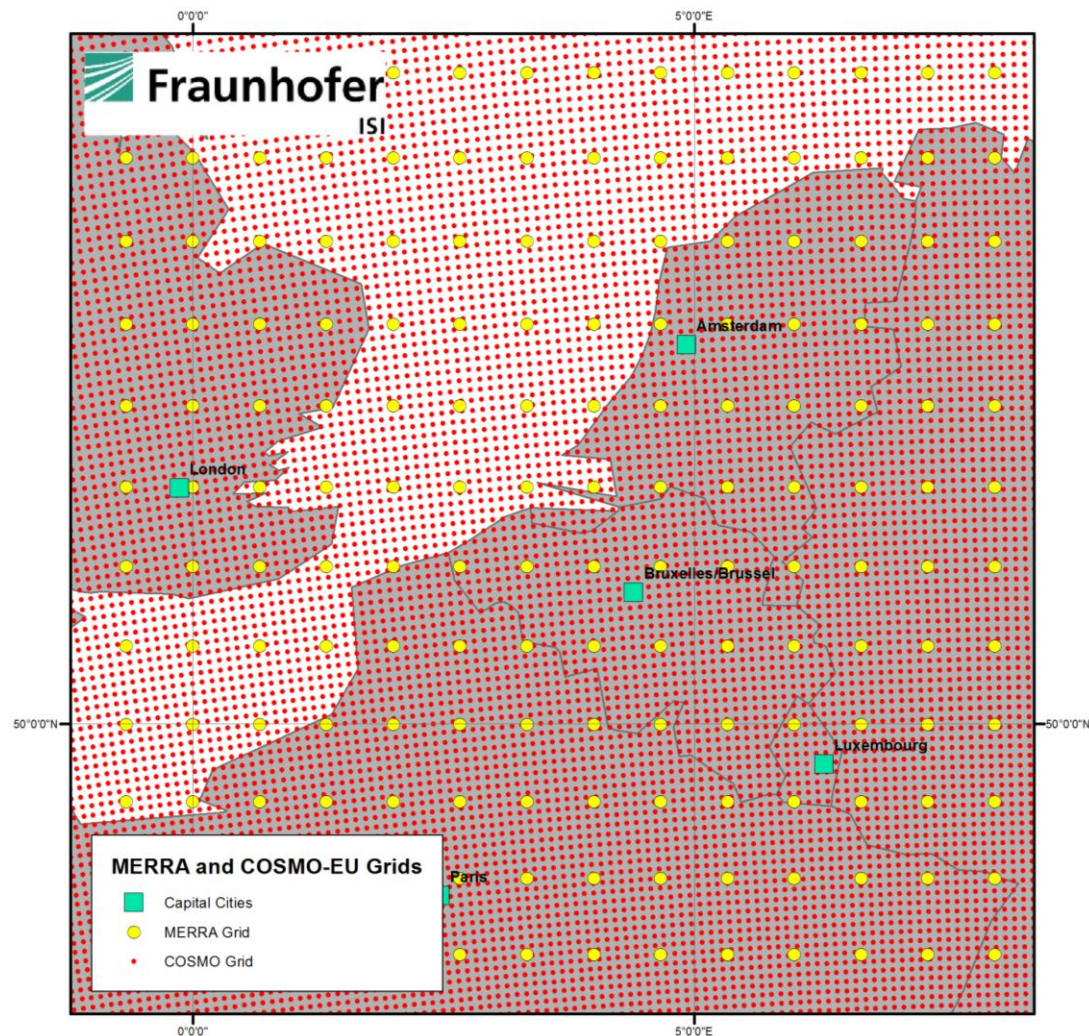 0°0'0" 5°0'0"E
Fraunhofer
ISI
Amsterdam
London
Bruxelles/Brussel
50°0'0"N 50°0'0"N
Luxembourg
Paris
MERRA and COSMO-EU Grids
Capital Cities
MERRA Grid
COSMO Grid
0°0'0" 5°0'0"E